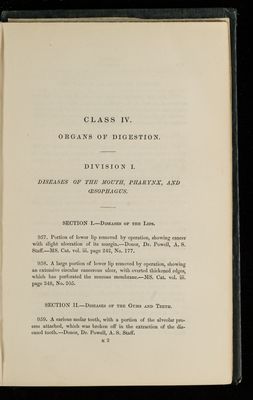 CLASS IV.
ORGANS OF DIGESTION.
DIVISION I.
DISEASES OF THE MOUTH, PHARYNX, AND
ŒSOPHAGUS.
SECTION I.—Diseases of the Lips.
957. Portion of lower lip removed by operation, showing cancer
with slight ulceration of its margin.—Donor, Dr. Powell, A. S.
Staff.—MS. Cat. vol. iii. page 242, No. 177.
958. A large portion of lower lip removed by operation, showing
an extensive circular cancerous ulcer, with everted thickened edges,
which has perforated the mucous membrane.—MS. Cat. vol. iii.
page 248, No. 205.
SECTION II.—Diseases of the Gums and Teeth.
959. A carious molar tooth, with a portion of the alveolar pro-
cess attached, which was broken off in the extraction of the dis-
eased tooth.—Donor, Dr. Powell, A. S. Staff.
K 2